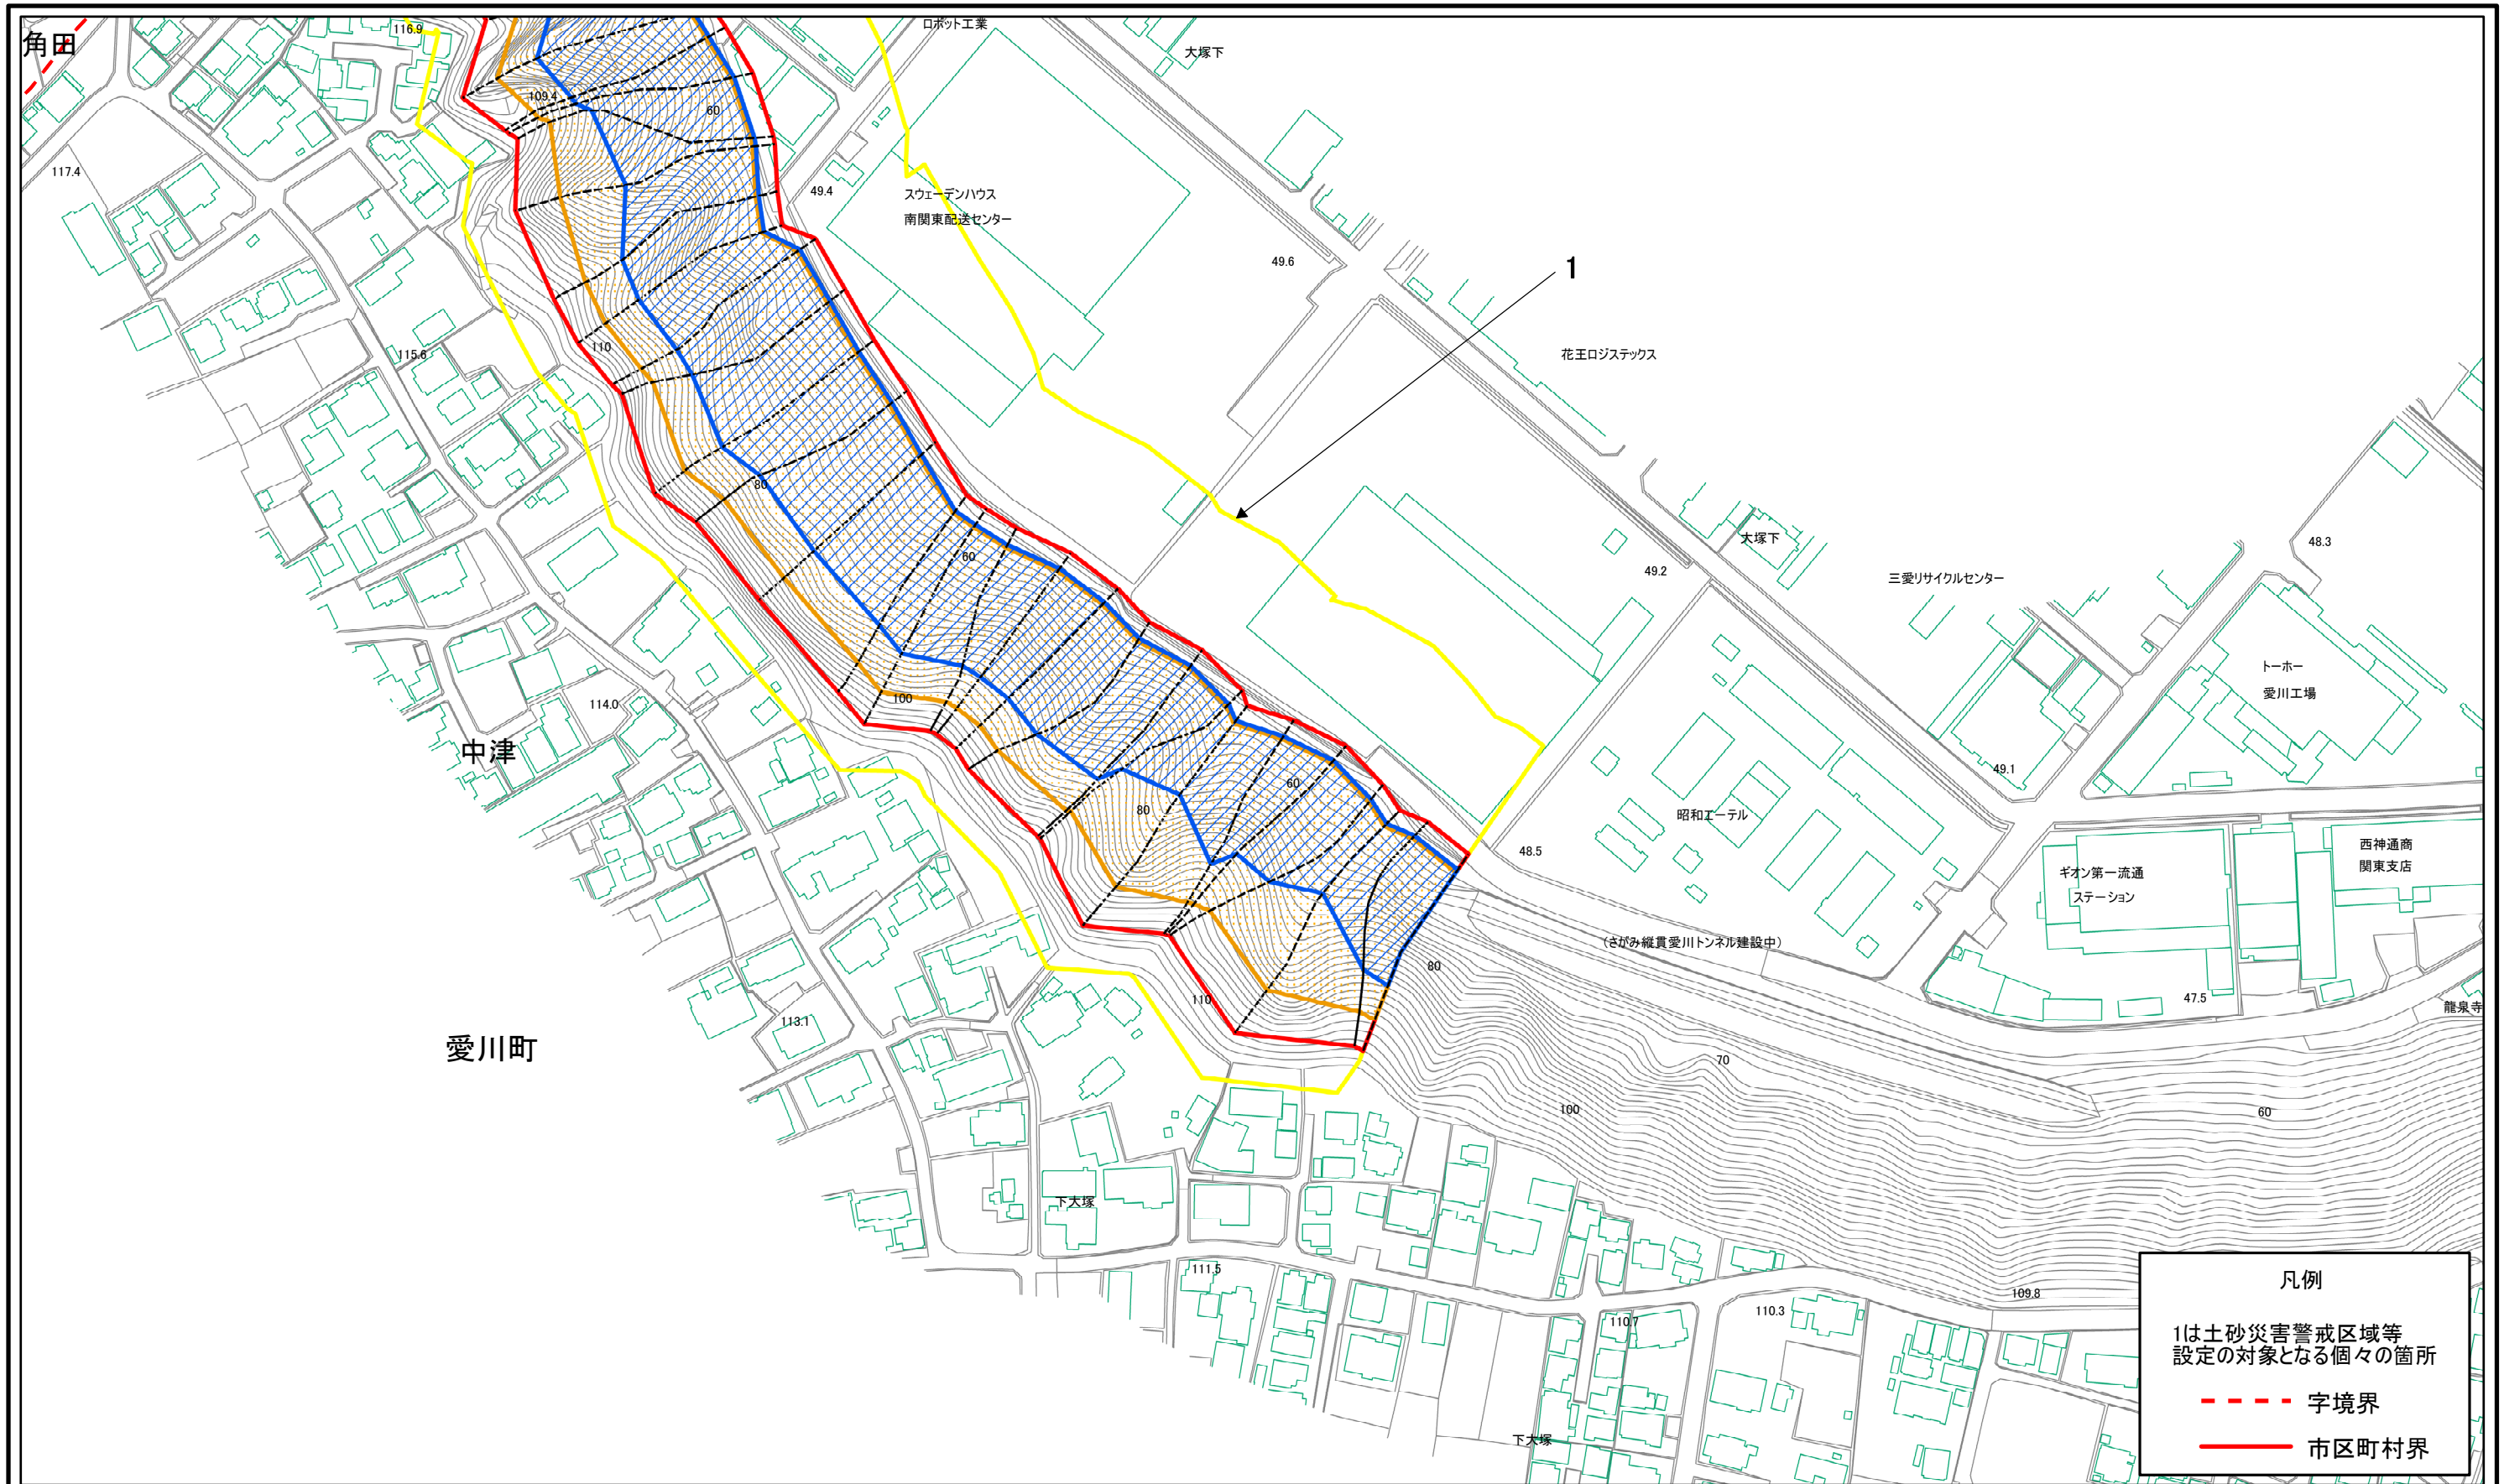 角田
116.9
ロボット工業
大塚下
109.4
60
117.4
49.4
スウェーデンハウス
南関東配送センター
49.6
1
花王ロジステックス
110
115.6
80
60
大塚下
48.3
49.2
三愛リサイクルセンター
トーホー
愛川工場
100
114.0
中津
60
49.1
80
昭和エーテル
48.5
西神通商
関東支店
ギオン第一流通
ステーション
(さがみ縦貫愛川トンネル建設中)
80
110
47.5
龍泉寺
113.1
愛川町
70
100
60
下大塚
111.5
109.8
110.3
110.7
下大塚
凡例
1は土砂災害警戒区域等
設定の対象となる個々の箇所
字境界
市区町村界